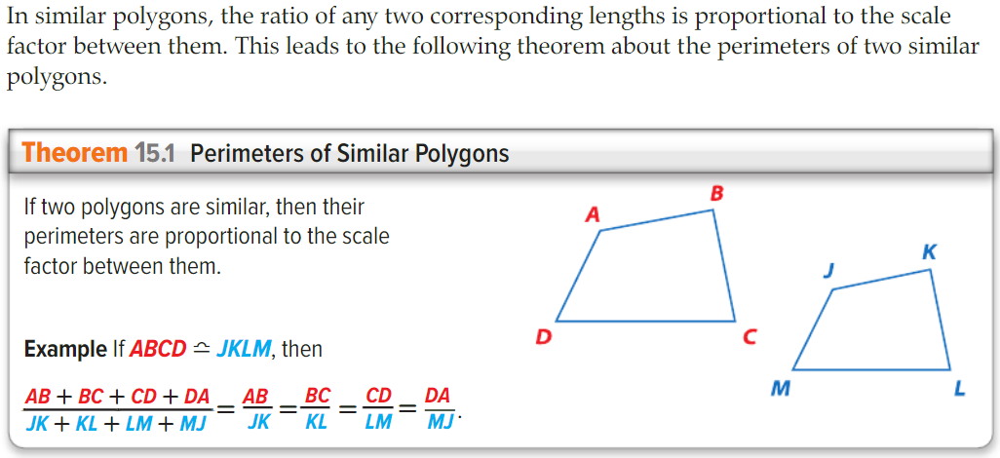 In similar polygons, the ratio of any two corresponding lengths is proportional to the scale
factor between them. This leads to the following theorem about the perimeters of two similar
polygons.
Theorem 15.1 Perimeters of Similar Polygons
If two polygons are similar, then their
perimeters are proportional to the scale
factor between them.
Example If ABCD ≏ JKLM, then
AB + BC + CD + DA / JK + KL + LM + MJ = AB / JK = BC / KL = CD / LM = DA / MJ.
A
B
C
D
J
K
L
M